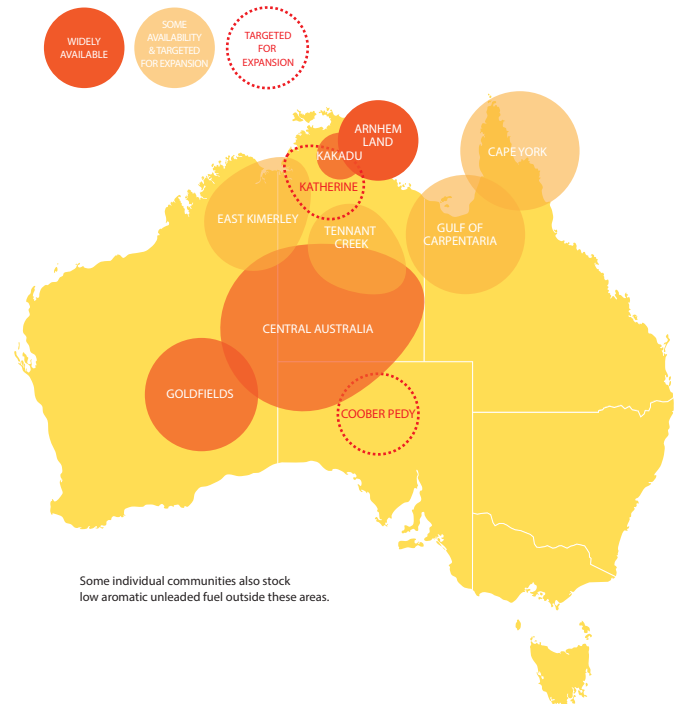 WIDELY
AVAILABLE
SOME
AVAILABILITY
& TARGETED
FOR EXPANSION
TARGETED
FOR
EXPANSION
ARNHEM
LAND
KAKADU
CAPE YORK
KATHERINE
EAST KIMERLEY
TENNANT
CREEK
GULF OF
CARPENTARIA
CENTRAL AUSTRALIA
GOLDFIELDS
COOBER PEDY
Some individual communities also stock
low aromatic unleaded fuel outside these areas.